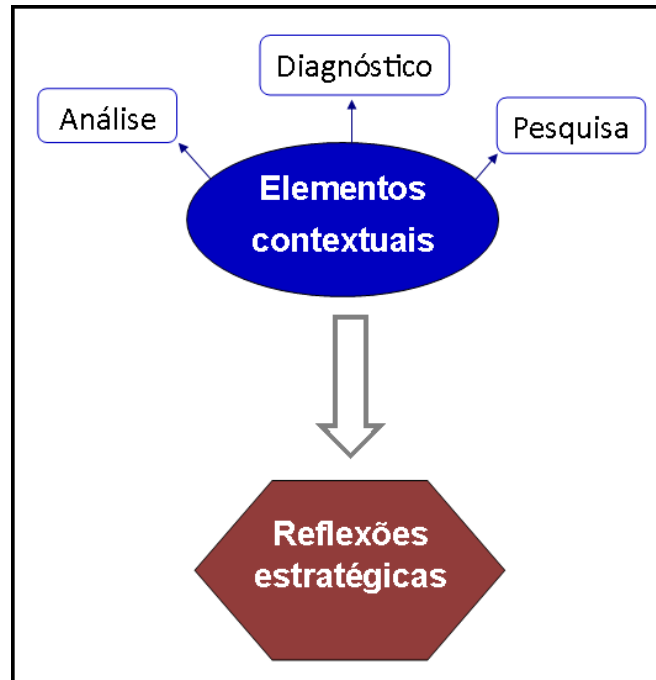 Diagnóstico
Análise
Pesquisa
Elementos
contextuais
Reflexões
estratégicas